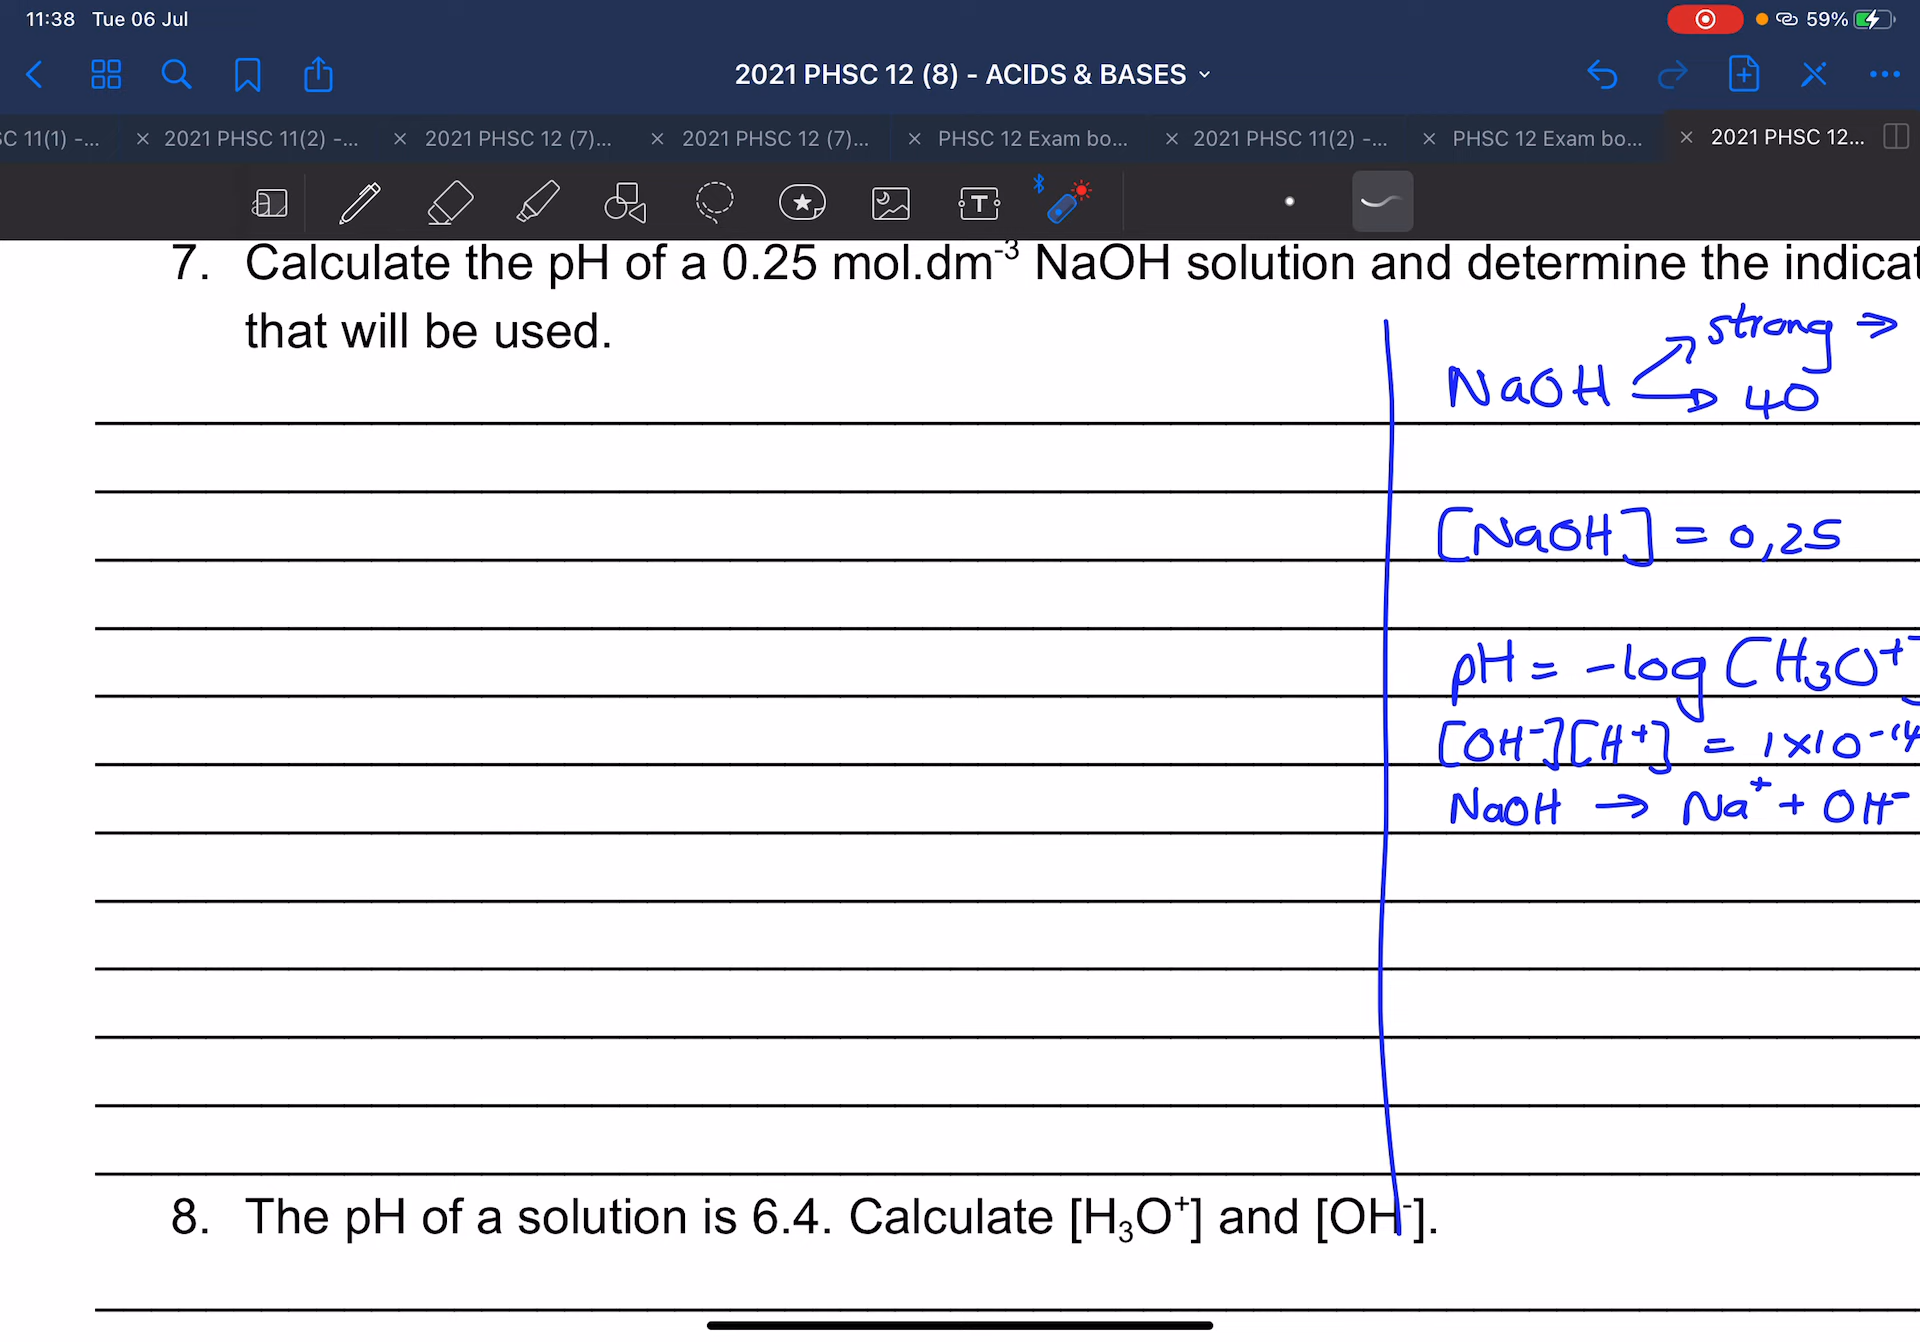 11:38 Tue 06 Jul 59%
2021 PHSC 12 (8) - ACIDS & BASES
C 11(1) -... × 2021 PHSC 11(2) -... × 2021 PHSC 12 (7)... × 2021 PHSC 12 (7)... × PHSC 12 Exam bo... × 2021 PHSC 11(2) -... × PHSC 12 Exam bo... × 2021 PHSC 12...
7. Calculate the pH of a 0.25 mol.dm⁻³ NaOH solution and determine the indicat
that will be used.
strong ⇒
NaOH → 40
[NaOH] = 0,25
pH = -log [H₃O⁺]
[OH⁻][H⁺] = 1×10⁻¹⁴
NaOH → Na⁺ + OH⁻
8. The pH of a solution is 6.4. Calculate [H₃O⁺] and [OH⁻].